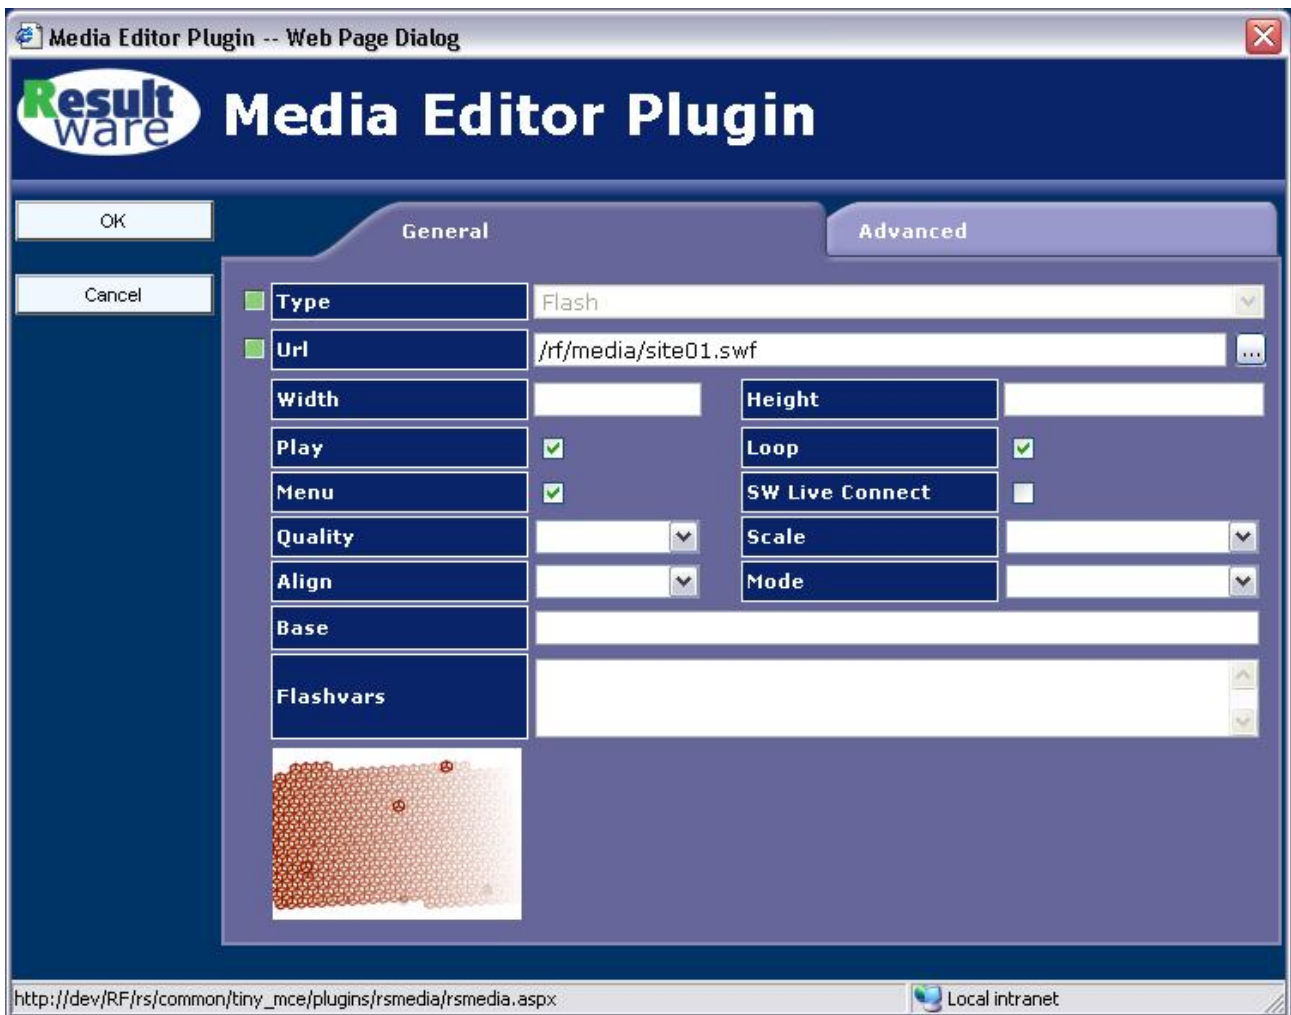 Media Editor Plugin -- Web Page Dialog
Result
ware
Media Editor Plugin
OK
General
Advanced
Cancel
Type
Flash
Url
/rf/media/site01.swf
...
Width
Height
Play
Loop
Menu
SW Live Connect
Quality
Scale
Align
Mode
Base
Flashvars
http://dev/RF/rs/common/tiny_mce/plugins/rsmedia/rsmedia.aspx
Local intranet